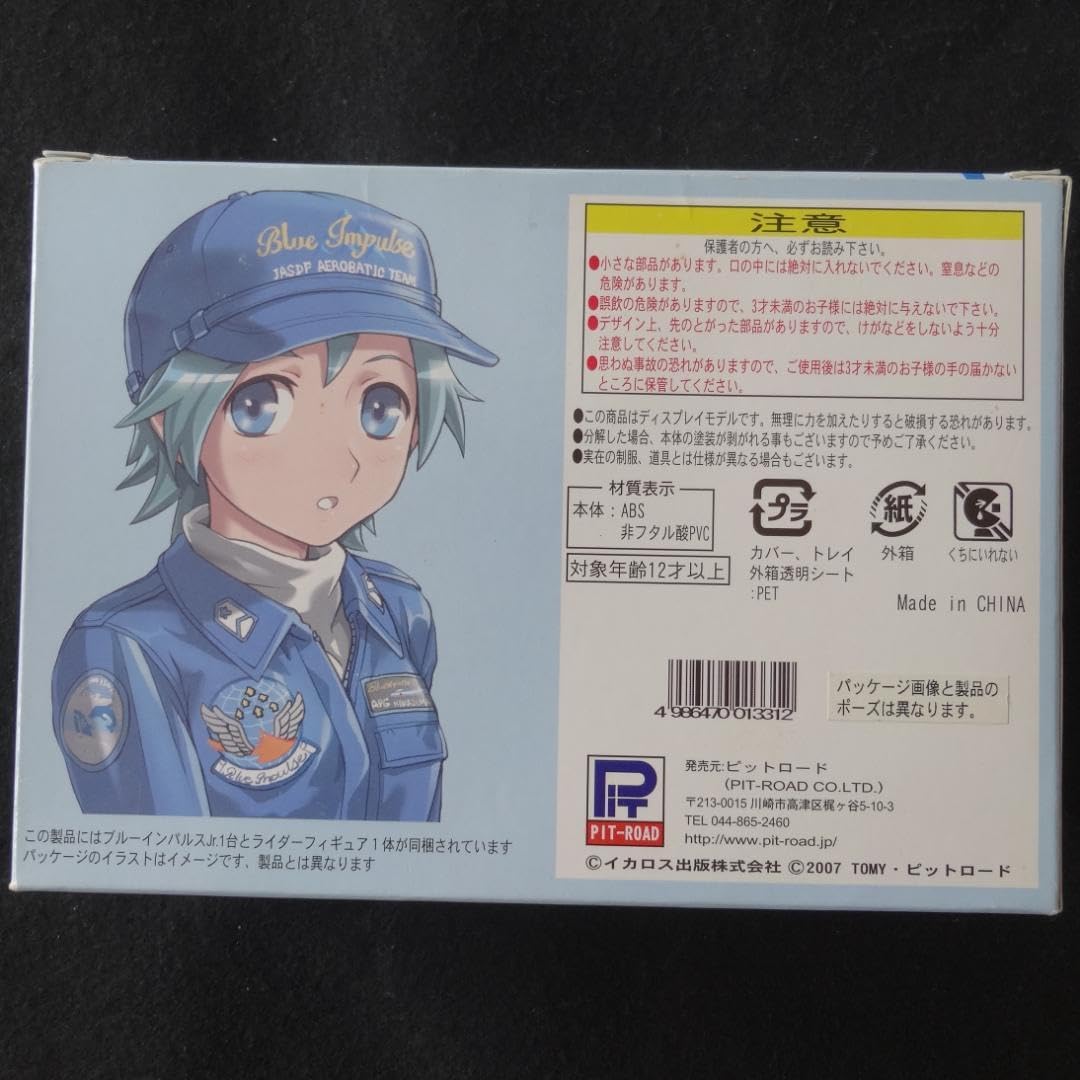 Blue Impulse
JASDF AEROBATIC TEAM
Blue Impulse
この製品にはブルーインパルスJr.1台とライダーフィギュア1体が同梱されています
パッケージのイラストはイメージです、製品とは異なります
注意
保護者の方へ、必ずお読み下さい。
●小さな部品があります。口の中には絶対に入れないでください。窒息などの
危険があります。
●誤飲の危険がありますので、3才未満のお子様には絶対に与えないで下さい。
●デザイン上、先のとがった部品がありますので、けがなどをしないよう十分
注意してください。
●思わぬ事故の恐れがありますので、ご使用後は3才未満のお子様の手の届かない
ところに保管してください。
●この商品はディスプレイモデルです。無理に力を加えたりすると破損する恐れがあります。
●分解した場合、本体の塗装が剥がれる事もございますので予めご了承ください。
●実在の制服、道具とは仕様が異なる場合もございます。
材質表示
本体：ABS
非フタル酸PVC
対象年齢12才以上
プラ
カバー、トレイ
外箱透明シート
:PET
紙
外箱
くちにいれない
Made in CHINA
4 986470 013312
パッケージ画像と製品の
ポーズは異なります。
PIT
PIT-ROAD
発売元:ピットロード
(PIT-ROAD CO.LTD.)
〒213-0015 川崎市高津区梶ヶ谷5-10-3
TEL 044-865-2460
http://www.pit-road.jp/
©イカロス出版株式会社 ©2007 TOMY・ピットロード